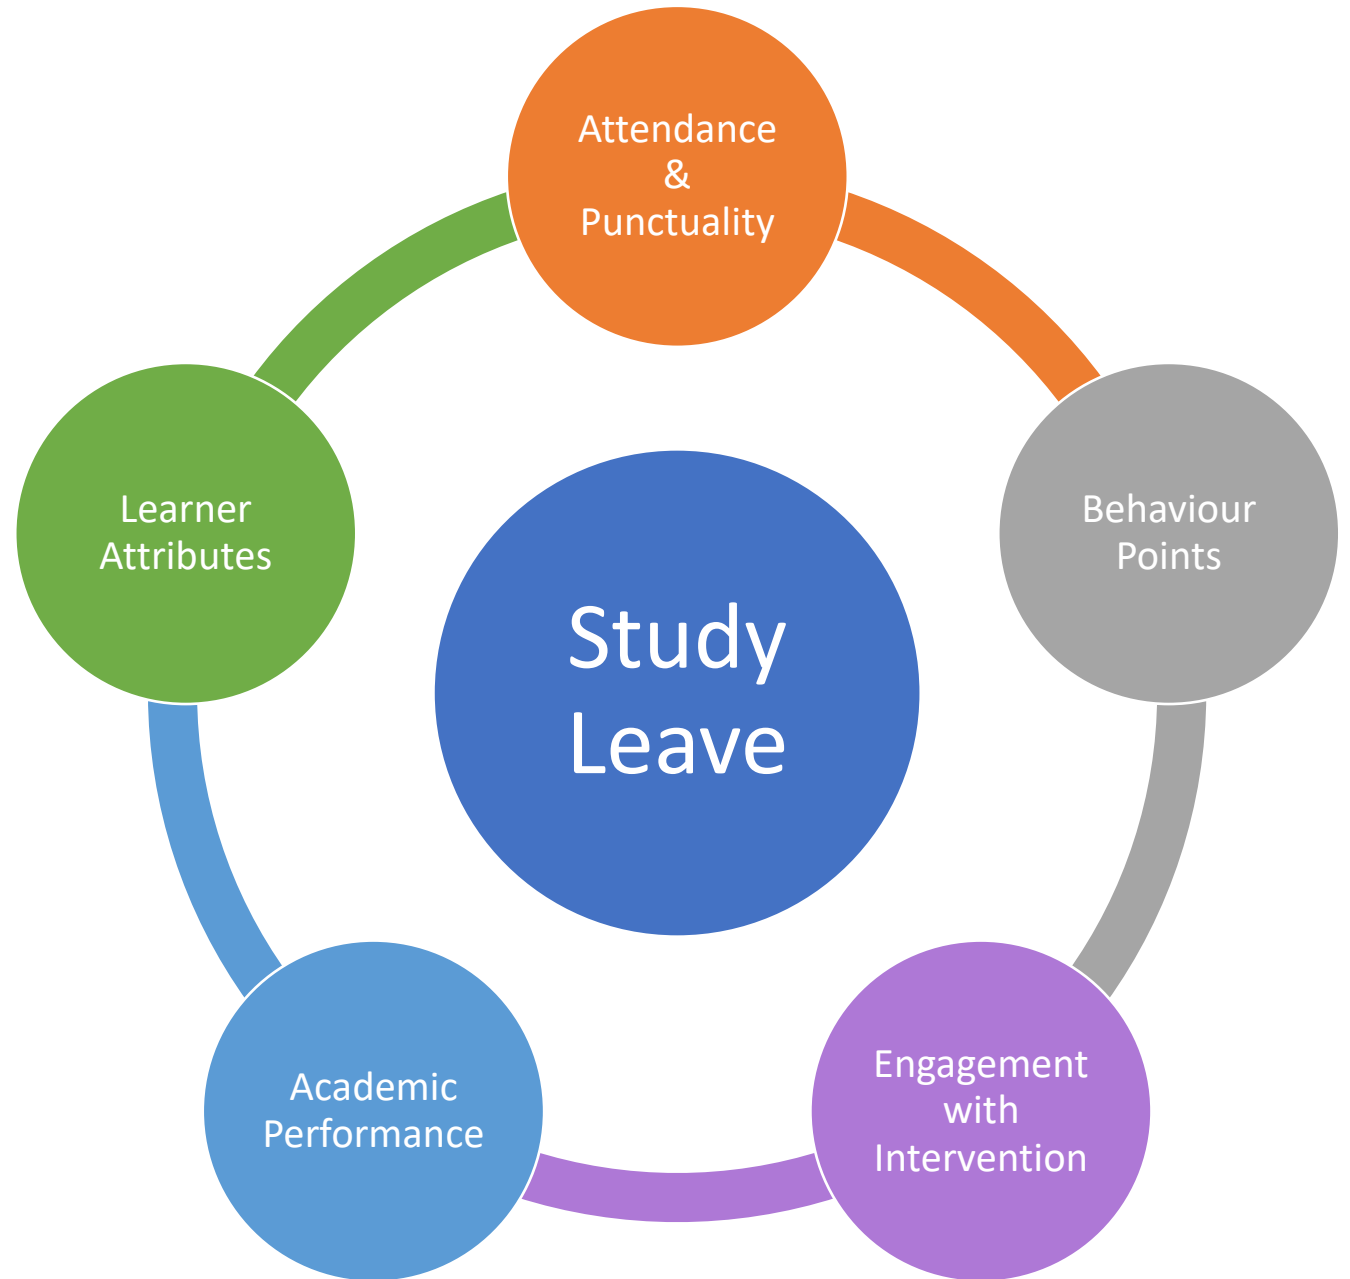 Attendance
&
Punctuality
Learner
Attributes
Behaviour
Points
Study
Leave
Academic
Performance
Engagement
with
Intervention